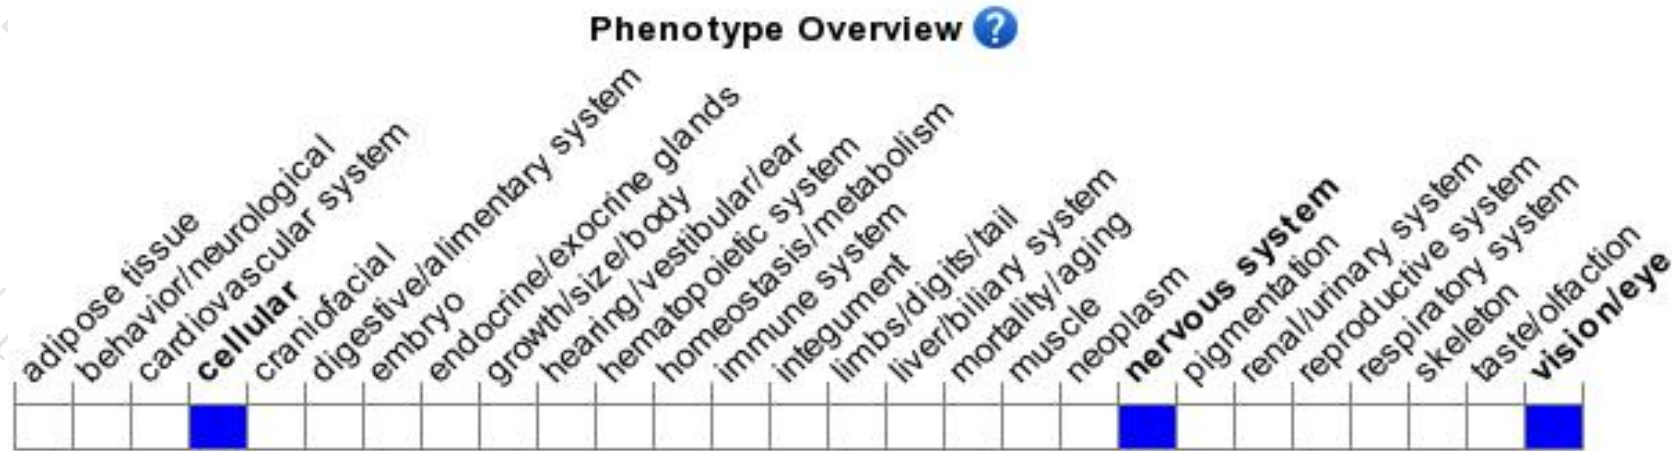 Phenotype Overview ?
adipose tissue
behavior/neurological
cardiovascular system
cellular
craniofacial
digestive/alimentary system
embryo
endocrine/exocrine glands
growth/size/body
hearing/vestibular/ear
hematopoietic system
homeostasis/metabolism
immune system
integument
limbs/digits/tail
liver/biliary system
mortality/aging
muscle
neoplasm
nervous system
pigmentation
renal/urinary system
reproductive system
respiratory system
skeleton
taste/olfaction
vision/eye